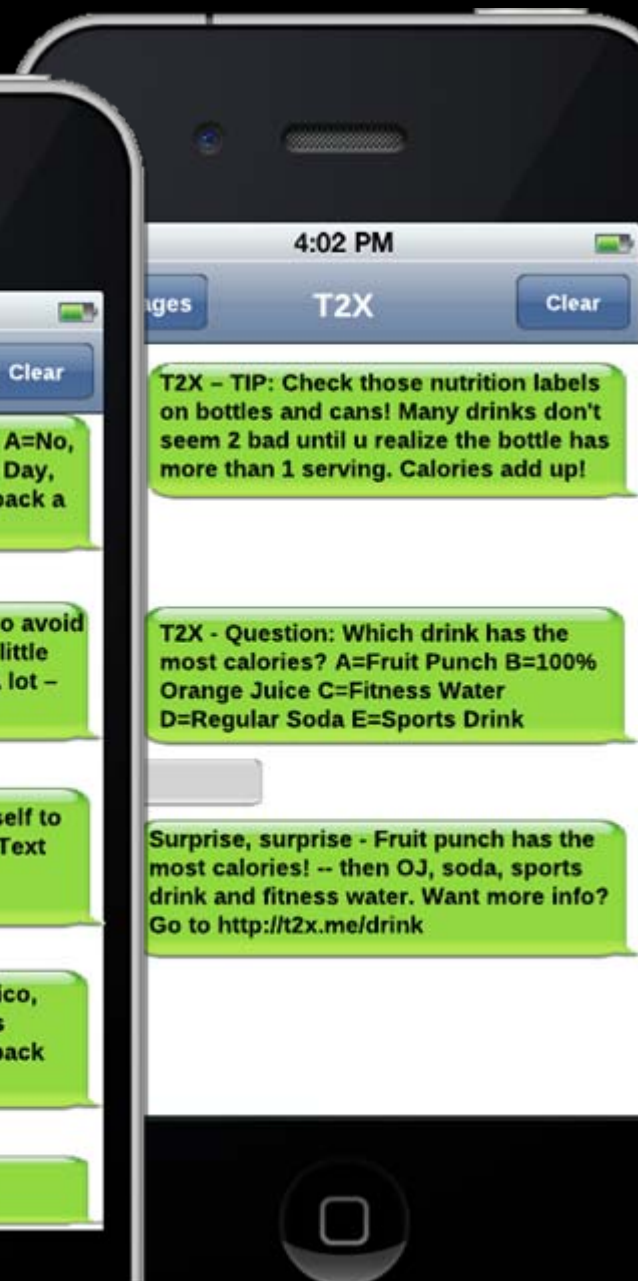 Clear
A=No,
Day,
back a
o avoid
little
lot –
self to
Text
ico,
s
back
4:02 PM
ages
T2X
Clear
T2X – TIP: Check those nutrition labels
on bottles and cans! Many drinks don't
seem 2 bad until u realize the bottle has
more than 1 serving. Calories add up!
T2X - Question: Which drink has the
most calories? A=Fruit Punch B=100%
Orange Juice C=Fitness Water
D=Regular Soda E=Sports Drink
Surprise, surprise - Fruit punch has the
most calories! -- then OJ, soda, sports
drink and fitness water. Want more info?
Go to http://t2x.me/drink